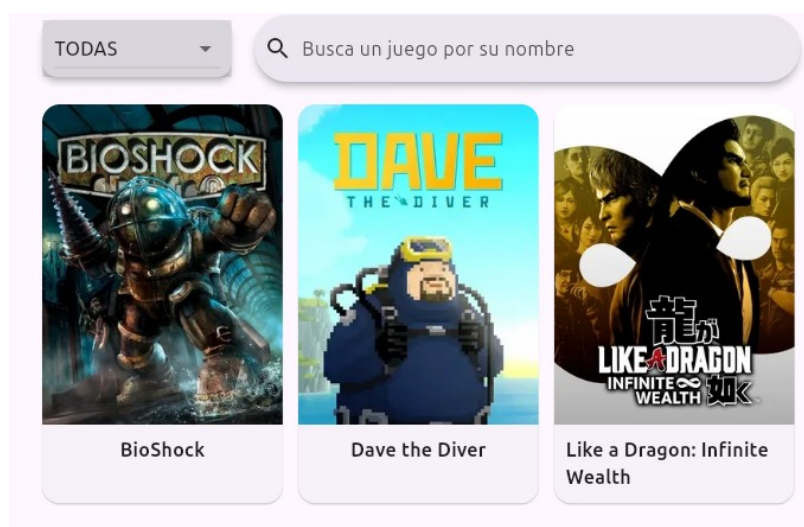 TODAS
Busca un juego por su nombre
BIOSHOCK
DAVE
THE DIVER
龍が
LIKE A DRAGON
INFINITE
WEALTH 如く
BioShock
Dave the Diver
Like a Dragon: Infinite
Wealth